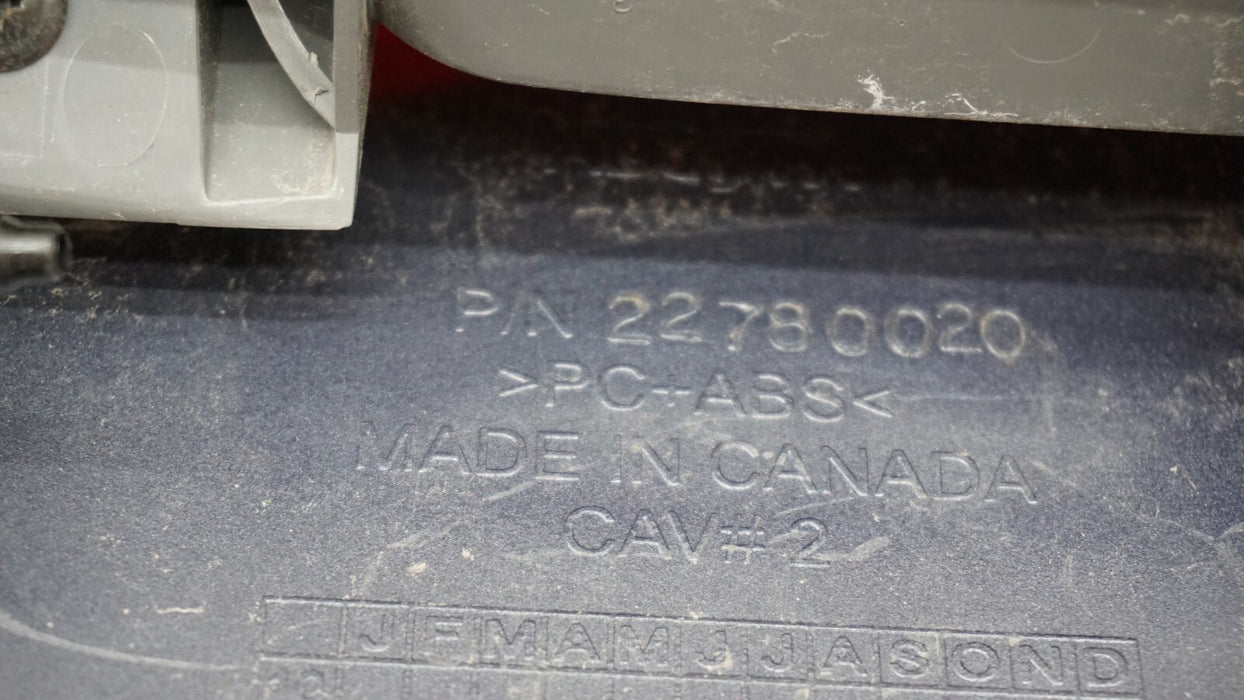 P/N 22780020
>PC+ABS<
MADE IN CANADA
CAV# 2
J F M A M J J A S O N D